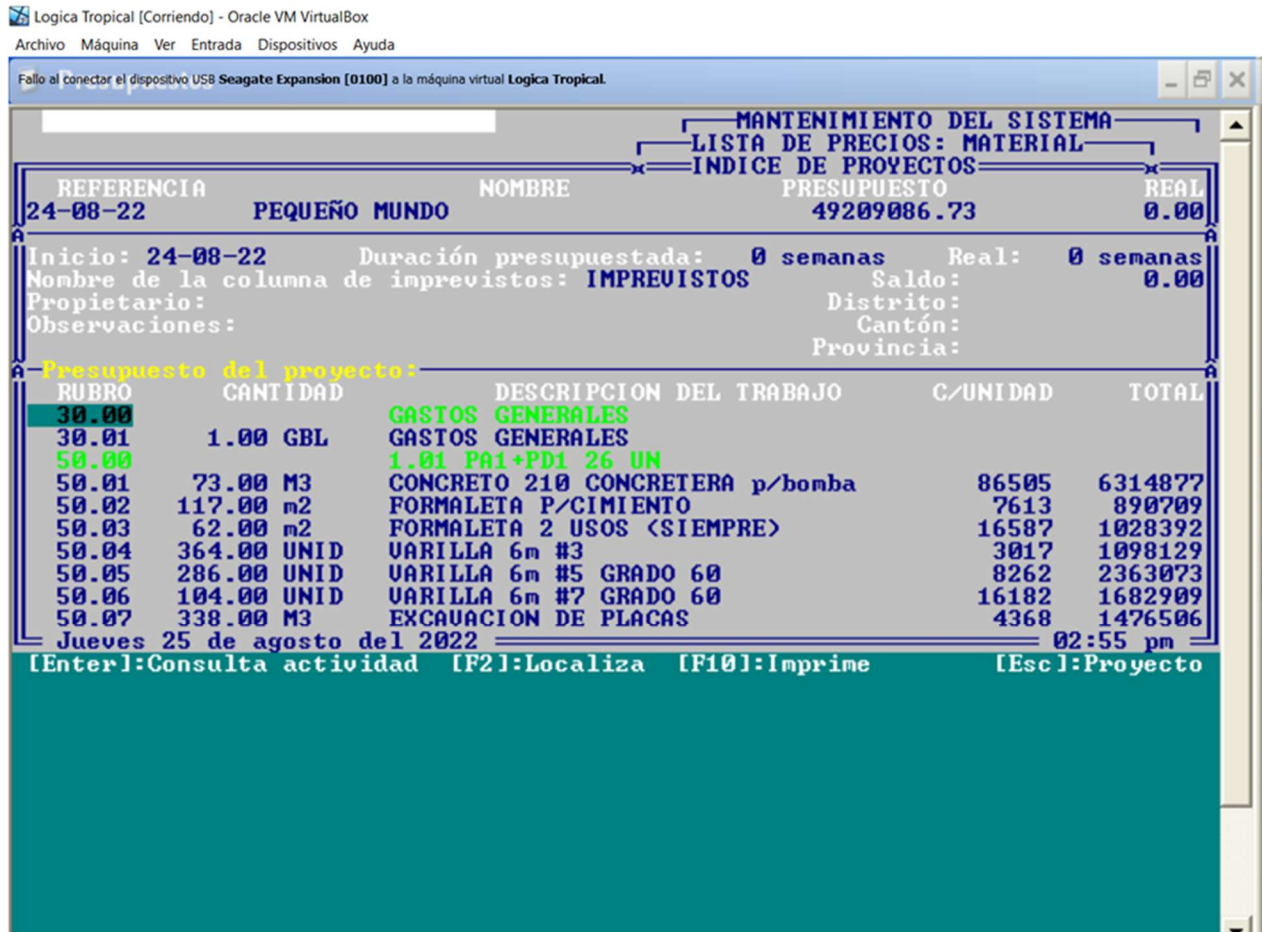 Logica Tropical [Corriendo] - Oracle VM VirtualBox
Archivo Máquina Ver Entrada Dispositivos Ayuda
Fallo al conectar el dispositivo USB Seagate Expansion [0100] a la máquina virtual Logica Tropical.
Presupuestos
MANTENIMIENTO DEL SISTEMA
LISTA DE PRECIOS: MATERIAL
INDICE DE PROYECTOS
REFERENCIA NOMBRE PRESUPUESTO REAL
24-08-22 PEQUEÑO MUNDO 49209086.73 0.00
Inicio: 24-08-22 Duración presupuestada: 0 semanas Real: 0 semanas
Nombre de la columna de imprevistos: IMPREVISTOS Saldo: 0.00
Propietario: Distrito:
Observaciones: Cantón:
Provincia:
Presupuesto del proyecto:
RUBRO CANTIDAD DESCRIPCION DEL TRABAJO C/UNIDAD TOTAL
30.00 GASTOS GENERALES
30.01 1.00 GBL GASTOS GENERALES
50.00 1.01 PA1+PD1 26 UN
50.01 73.00 M3 CONCRETO 210 CONCRETERA p/bomba 86505 6314877
50.02 117.00 m2 FORMALETA P/CIMIENTO 7613 890709
50.03 62.00 m2 FORMALETA 2 USOS (SIEMPRE) 16587 1028392
50.04 364.00 UNID VARILLA 6m #3 3017 1098129
50.05 286.00 UNID VARILLA 6m #5 GRADO 60 8262 2363073
50.06 104.00 UNID VARILLA 6m #7 GRADO 60 16182 1682909
50.07 338.00 M3 EXCAVACION DE PLACAS 4368 1476506
Jueves 25 de agosto del 2022 02:55 pm
[Enter]:Consulta actividad [F2]:Localiza [F10]:Imprime [Esc]:Proyecto